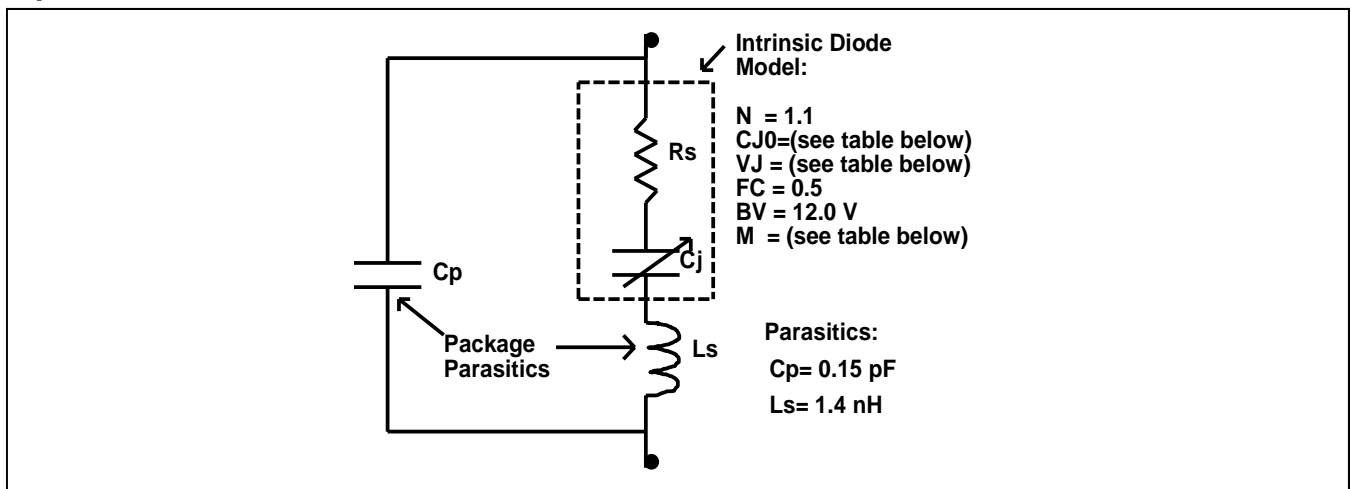 Intrinsic Diode
Model:
N = 1.1
CJ0=(see table below)
VJ = (see table below)
FC = 0.5
BV = 12.0 V
M = (see table below)
Rs
Cj
Cp
Package
Parasitics
Ls
Parasitics:
Cp= 0.15 pF
Ls= 1.4 nH